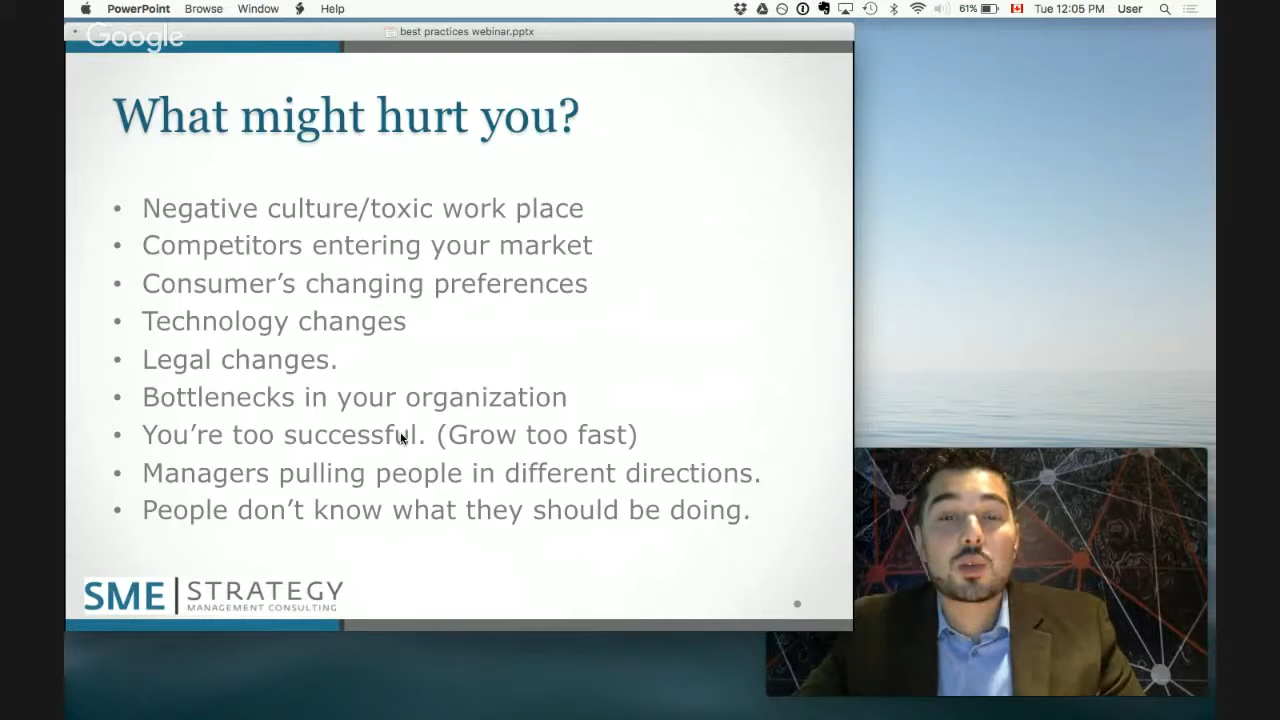 PowerPoint Browse Window Help 61% Tue 12:05 PM User
best practices webinar.pptx
Google
What might hurt you?
• Negative culture/toxic work place
• Competitors entering your market
• Consumer’s changing preferences
• Technology changes
• Legal changes.
• Bottlenecks in your organization
• You’re too successful. (Grow too fast)
• Managers pulling people in different directions.
• People don’t know what they should be doing.
SME | STRATEGY
MANAGEMENT CONSULTING